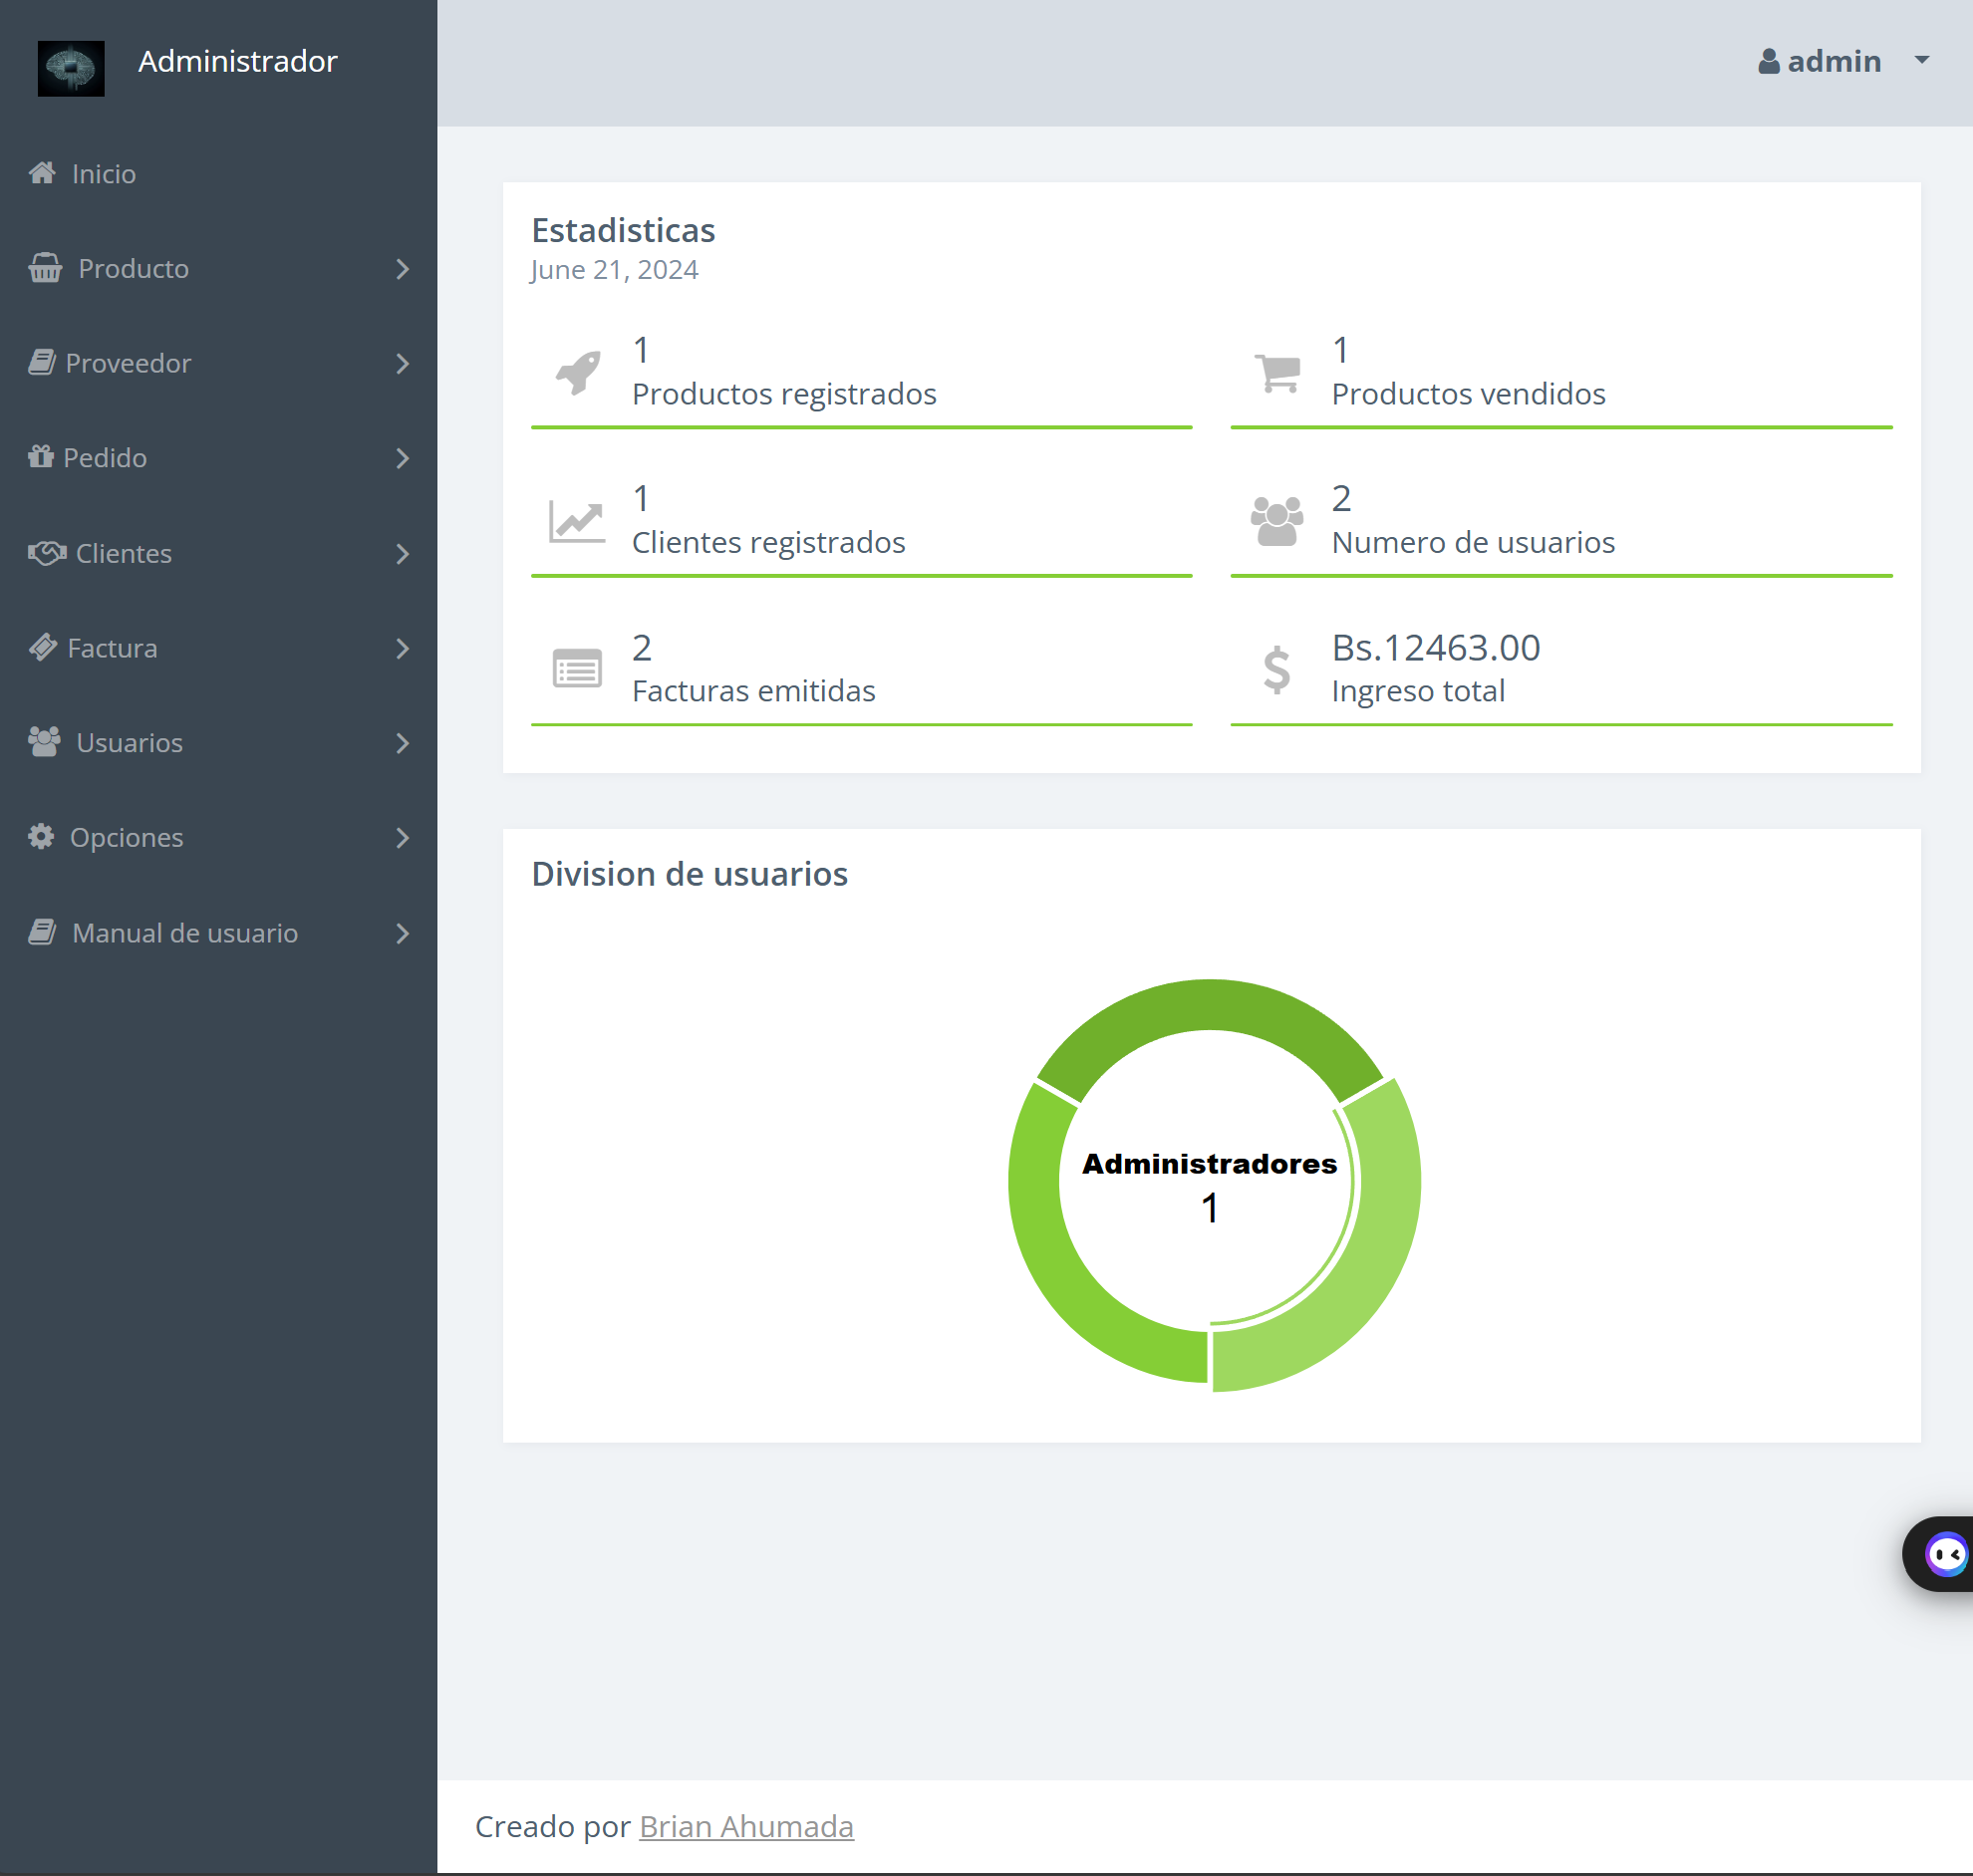 Administrador
admin
Inicio
Producto
Proveedor
Pedido
Clientes
Factura
Usuarios
Opciones
Manual de usuario
Estadisticas
June 21, 2024
1
Productos registrados
1
Productos vendidos
1
Clientes registrados
2
Numero de usuarios
2
Facturas emitidas
Bs.12463.00
Ingreso total
Division de usuarios
Administradores
1
Creado por Brian Ahumada